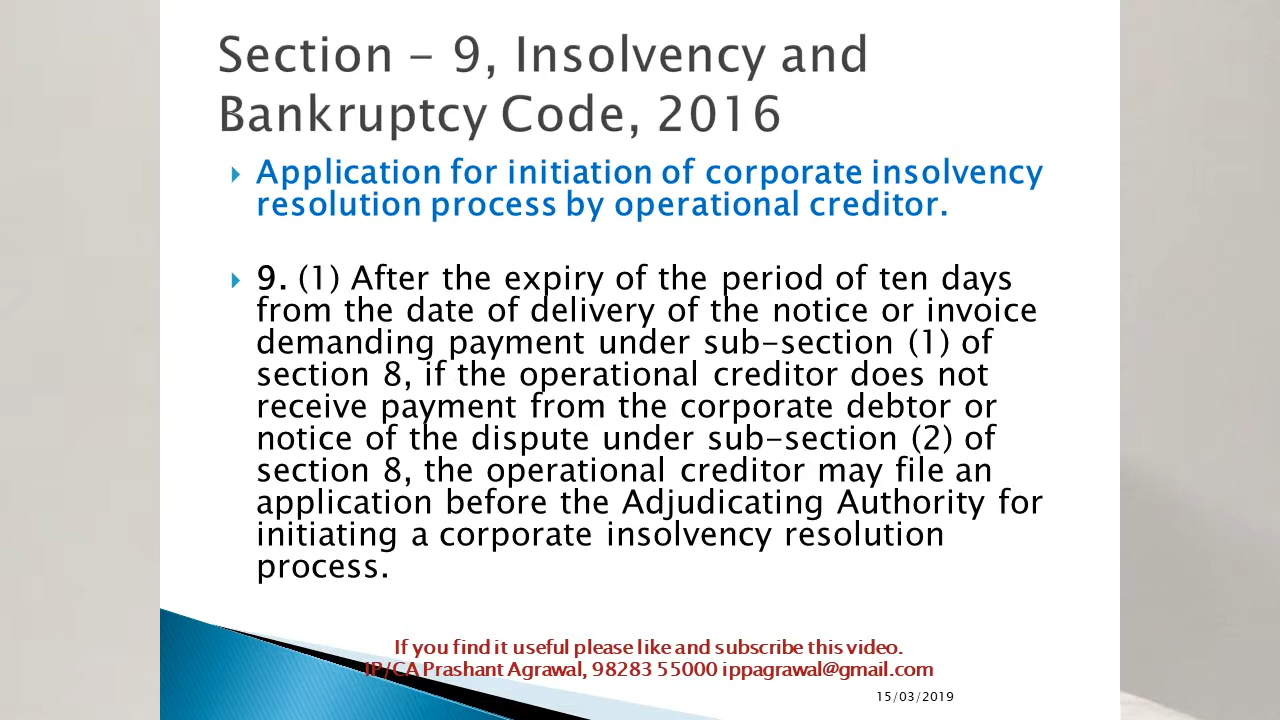 Section - 9, Insolvency and
Bankruptcy Code, 2016
Application for initiation of corporate insolvency
resolution process by operational creditor.
9. (1) After the expiry of the period of ten days
from the date of delivery of the notice or invoice
demanding payment under sub-section (1) of
section 8, if the operational creditor does not
receive payment from the corporate debtor or
notice of the dispute under sub-section (2) of
section 8, the operational creditor may file an
application before the Adjudicating Authority for
initiating a corporate insolvency resolution
process.
If you find it useful please like and subscribe this video.
IP/CA Prashant Agrawal, 98283 55000 ippagrawal@gmail.com
15/03/2019